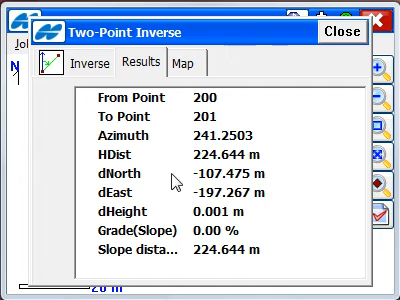 Two-Point Inverse
Close
Jol
Inverse
Results
Map
N
From Point 200
To Point 201
Azimuth 241.2503
HDist 224.644 m
dNorth -107.475 m
dEast -197.267 m
dHeight 0.001 m
Grade(Slope) 0.00 %
Slope dista... 224.644 m
20 m